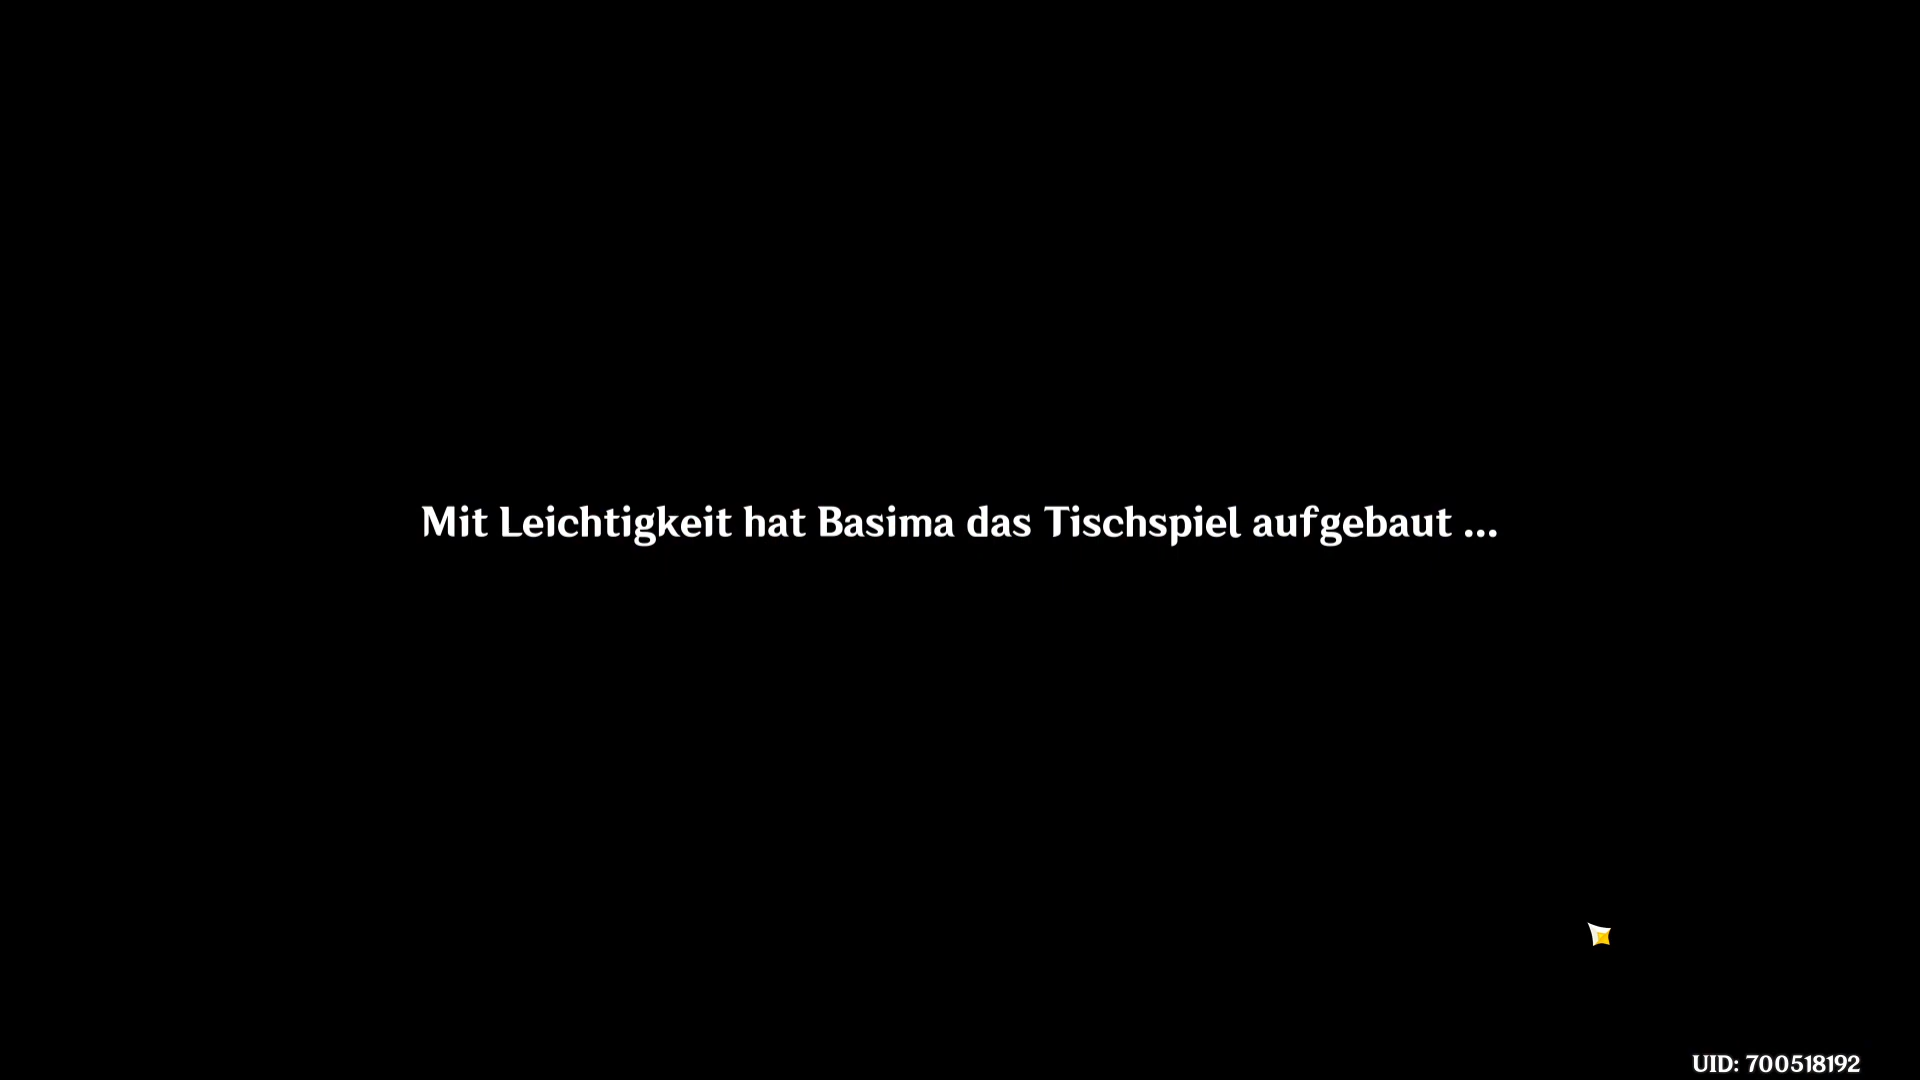 Mit Leichtigkeit hat Basima das Tischspiel aufgebaut ...
UID: 700518192